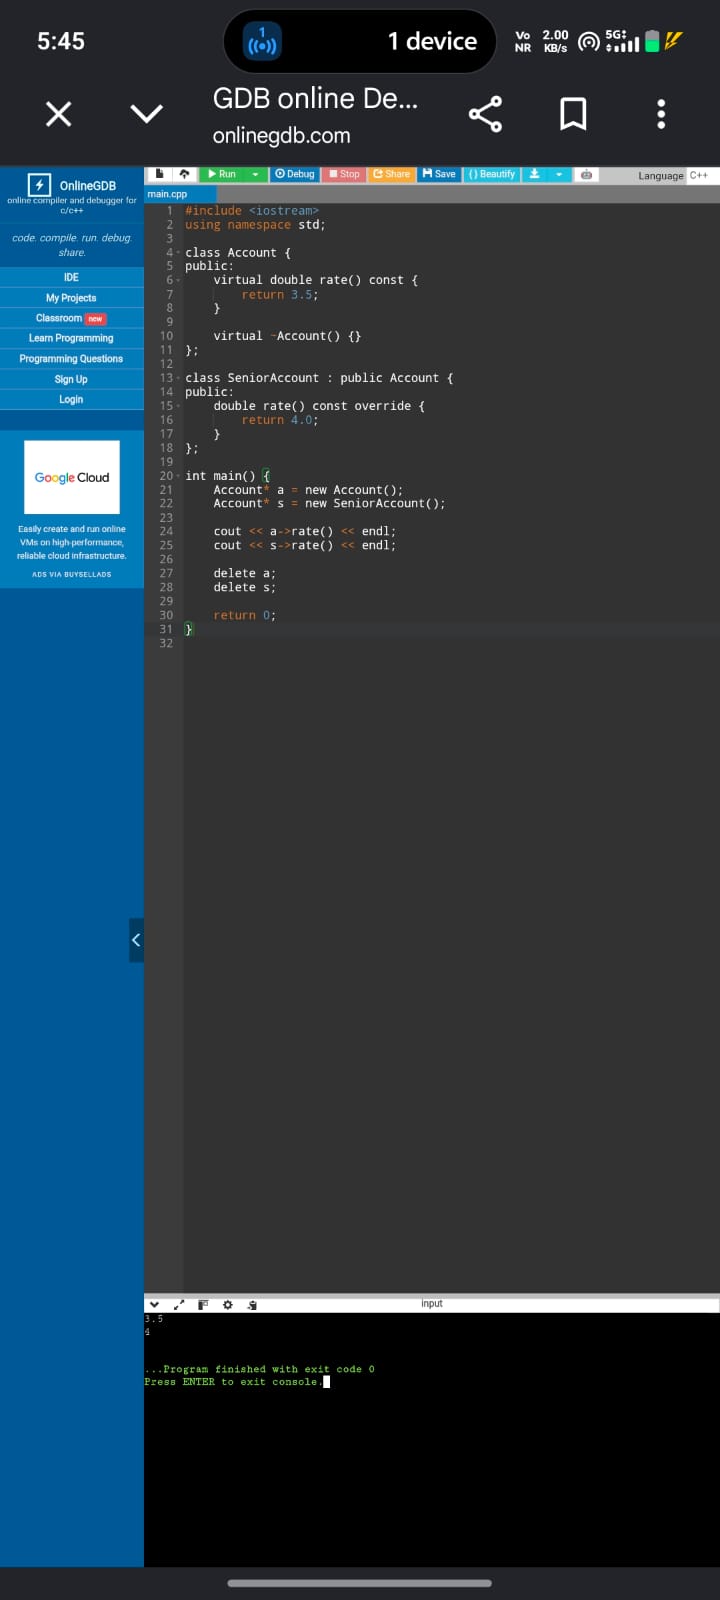 5:45
1
1 device
Vo NR
2.00 KB/s
5G
GDB online De...
onlinegdb.com
OnlineGDB
online compiler and debugger for c/c++
code. compile. run. debug. share.
IDE
My Projects
Classroom new
Learn Programming
Programming Questions
Sign Up
Login
Google Cloud
Easily create and run online
VMs on high-performance,
reliable cloud infrastructure.
ADS VIA BUYSELLADS
Run
Debug
Stop
Share
Save
{} Beautify
Language C++
main.cpp
1 #include <iostream>
2 using namespace std;
3
4 class Account {
5 public:
6     virtual double rate() const {
7         return 3.5;
8     }
9
10     virtual ~Account() {}
11 };
12
13 class SeniorAccount : public Account {
14 public:
15     double rate() const override {
16         return 4.0;
17     }
18 };
19
20 int main() {
21     Account* a = new Account();
22     Account* s = new SeniorAccount();
23
24     cout << a->rate() << endl;
25     cout << s->rate() << endl;
26
27     delete a;
28     delete s;
29
30     return 0;
31 }
32
input
3.5
4
...Program finished with exit code 0
Press ENTER to exit console.